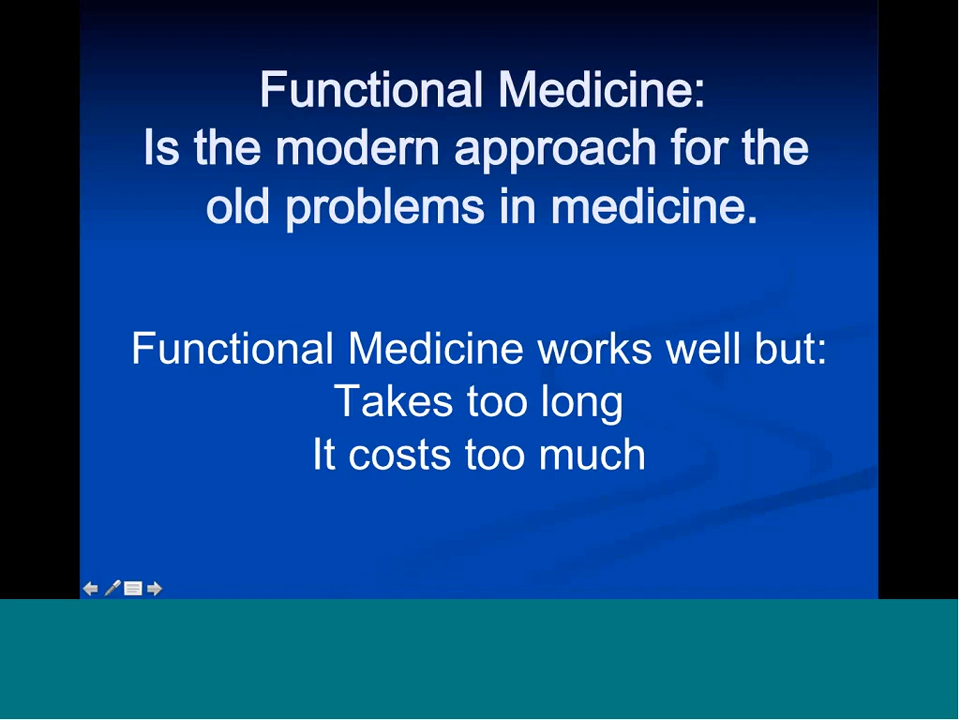 Functional Medicine:
Is the modern approach for the
old problems in medicine.
Functional Medicine works well but:
Takes too long
It costs too much